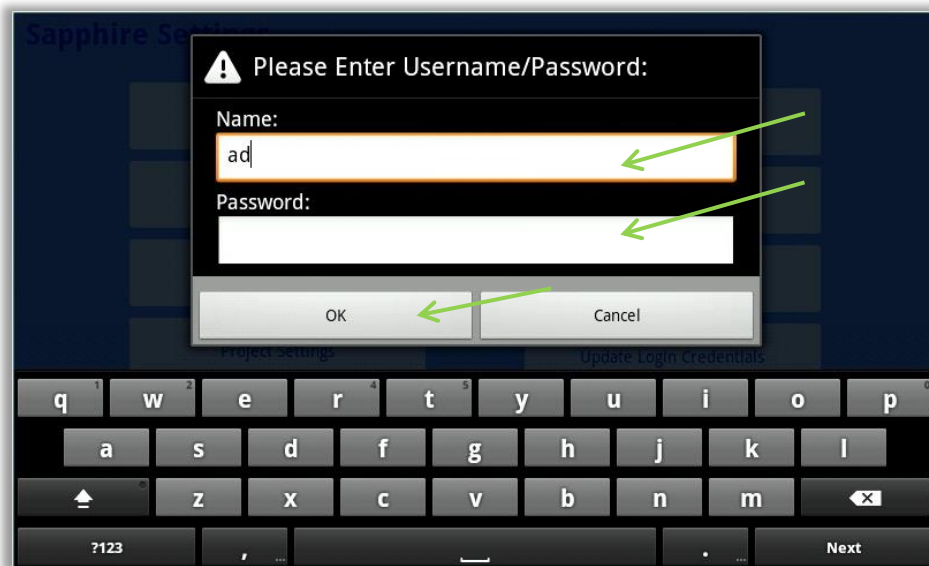 Sapphire Settings
Please Enter Username/Password:
Name:
ad
Password:
OK Cancel
Project Settings Update Login Credentials
1 2 4 5 0
q w e r t y u i o p
a s d f g h j k l
z x c v b n m
?123 , ... . ... Next